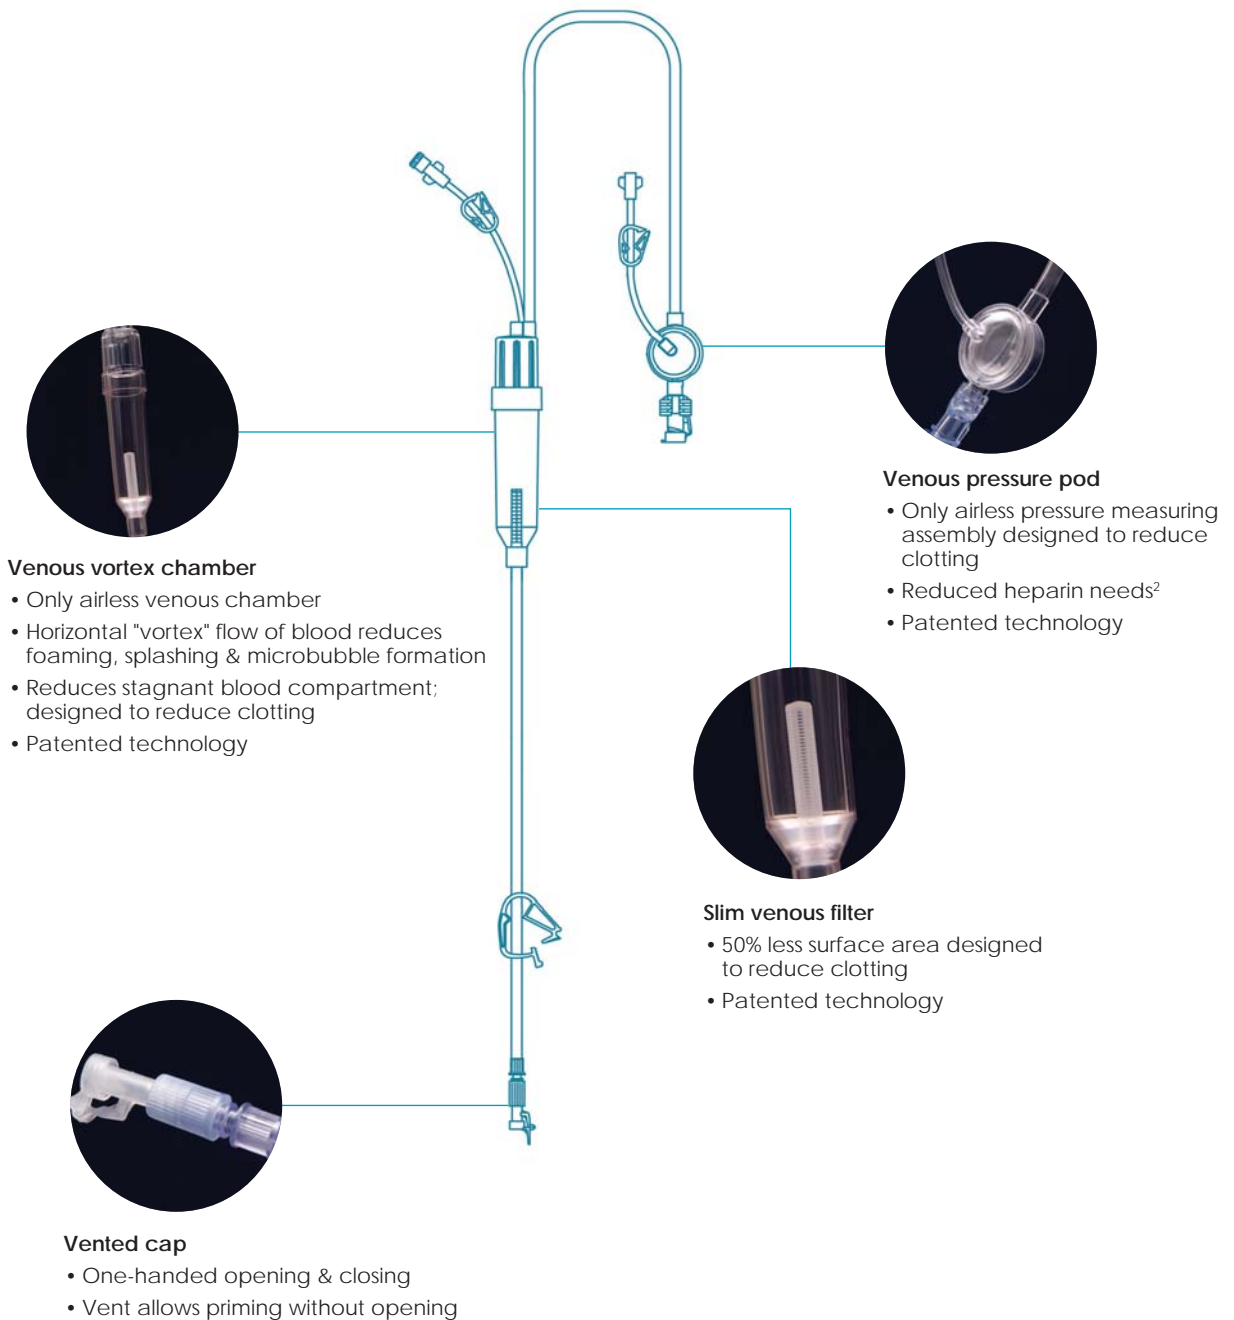 Venous pressure pod
• Only airless pressure measuring
assembly designed to reduce
clotting
• Reduced heparin needs²
• Patented technology
Venous vortex chamber
• Only airless venous chamber
• Horizontal "vortex" flow of blood reduces
foaming, splashing & microbubble formation
• Reduces stagnant blood compartment;
designed to reduce clotting
• Patented technology
Slim venous filter
• 50% less surface area designed
to reduce clotting
• Patented technology
Vented cap
• One-handed opening & closing
• Vent allows priming without opening